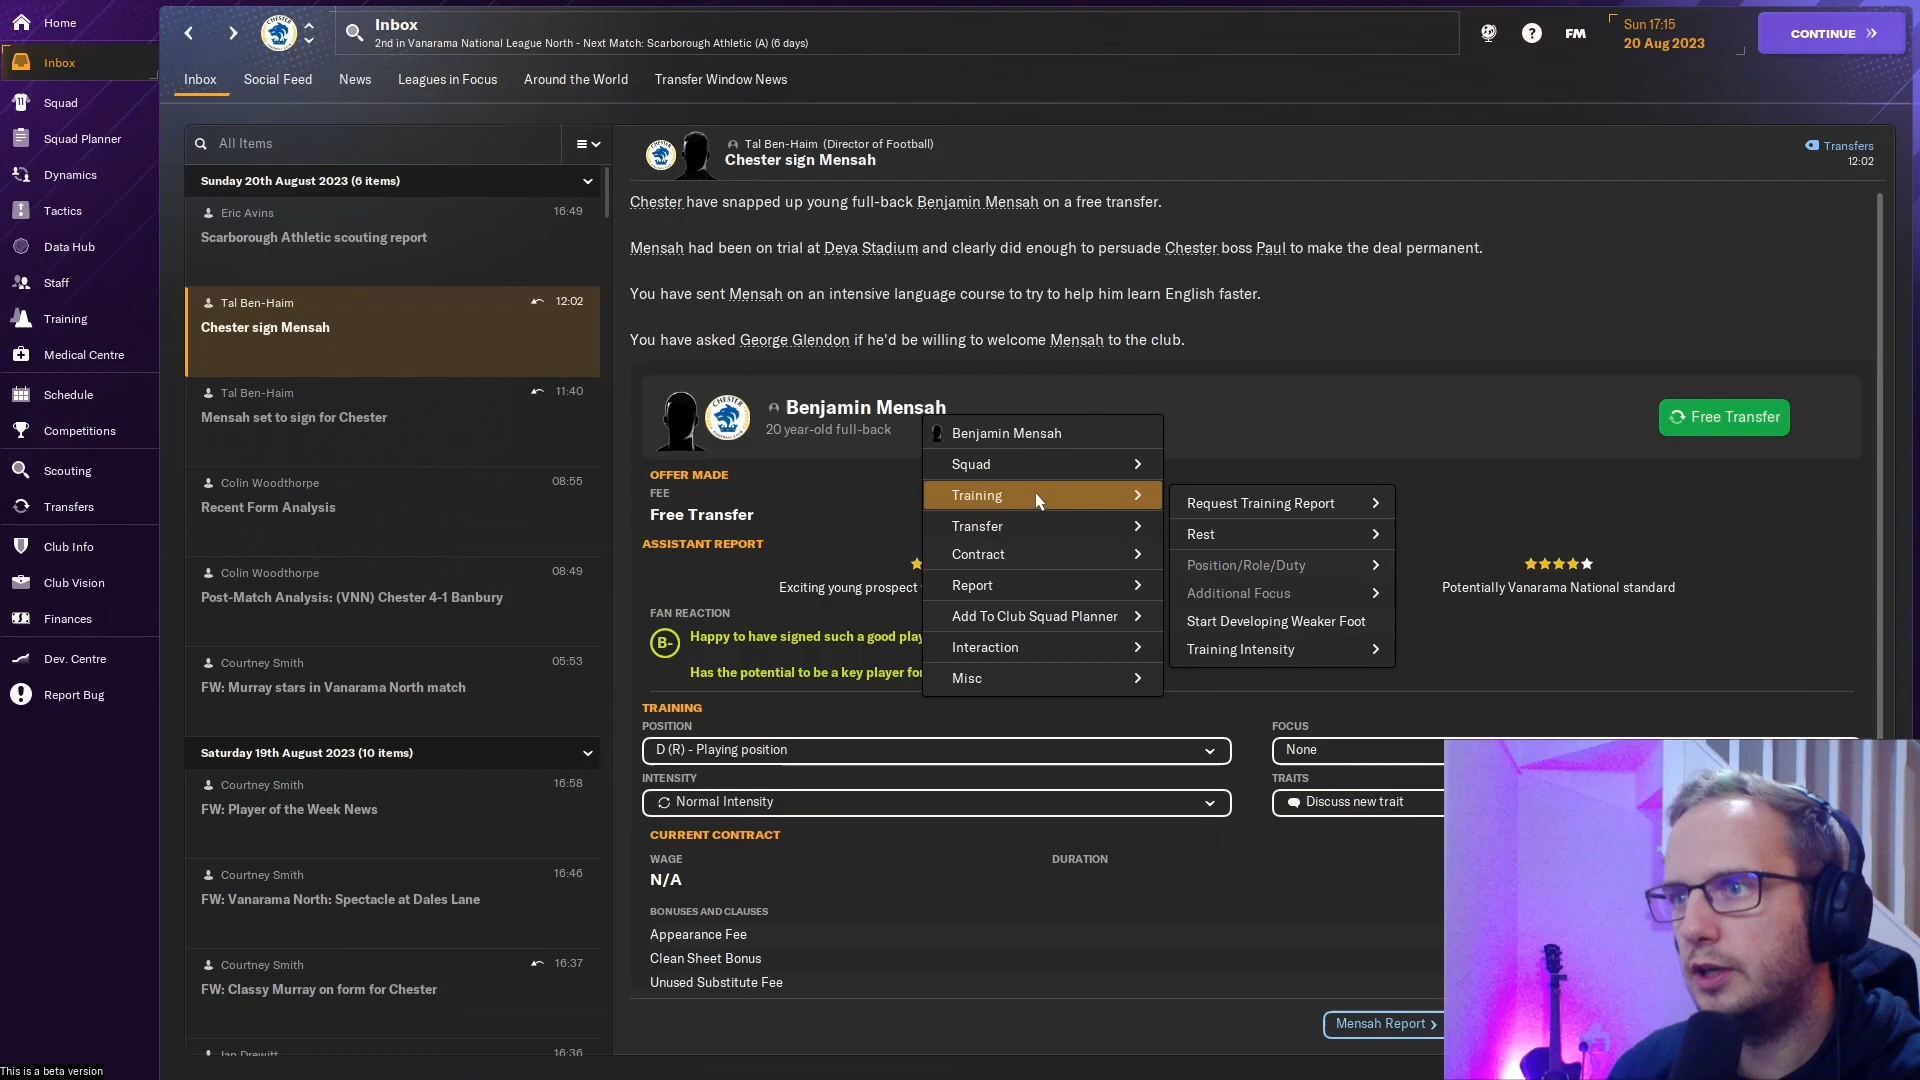 Home
Inbox
Squad
Squad Planner
Dynamics
Tactics
Data Hub
Staff
Training
Medical Centre
Schedule
Competitions
Scouting
Transfers
Club Info
Club Vision
Finances
Dev. Centre
Report Bug
This is a beta version
CHESTER
Inbox
2nd in Vanarama National League North - Next Match: Scarborough Athletic (A) (6 days)
FM
Sun 17:15
20 Aug 2023
CONTINUE
Inbox Social Feed News Leagues in Focus Around the World Transfer Window News
All Items
Sunday 20th August 2023 (6 items)
Eric Avins 16:49
Scarborough Athletic scouting report
Tal Ben-Haim 12:02
Chester sign Mensah
Tal Ben-Haim 11:40
Mensah set to sign for Chester
Colin Woodthorpe 08:55
Recent Form Analysis
Colin Woodthorpe 08:49
Post-Match Analysis: (VNN) Chester 4-1 Banbury
Courtney Smith 05:53
FW: Murray stars in Vanarama North match
Saturday 19th August 2023 (10 items)
Courtney Smith 16:58
FW: Player of the Week News
Courtney Smith 16:46
FW: Vanarama North: Spectacle at Dales Lane
Courtney Smith 16:37
FW: Classy Murray on form for Chester
Ian Drewitt 16:36
Tal Ben-Haim (Director of Football)
Chester sign Mensah
Transfers
12:02
Chester have snapped up young full-back Benjamin Mensah on a free transfer.
Mensah had been on trial at Deva Stadium and clearly did enough to persuade Chester boss Paul to make the deal permanent.
You have sent Mensah on an intensive language course to try to help him learn English faster.
You have asked George Glendon if he'd be willing to welcome Mensah to the club.
CHESTER
Benjamin Mensah
20 year-old full-back
Free Transfer
OFFER MADE
FEE
Free Transfer
ASSISTANT REPORT
Exciting young prospect
Potentially Vanarama National standard
FAN REACTION
B-
Happy to have signed such a good play
Has the potential to be a key player for
Benjamin Mensah
Squad
Training
Transfer
Contract
Report
Add To Club Squad Planner
Interaction
Misc
Request Training Report
Rest
Position/Role/Duty
Additional Focus
Start Developing Weaker Foot
Training Intensity
TRAINING
POSITION
D (R) - Playing position
FOCUS
None
INTENSITY
Normal Intensity
TRAITS
Discuss new trait
CURRENT CONTRACT
WAGE
N/A
DURATION
BONUSES AND CLAUSES
Appearance Fee
Clean Sheet Bonus
Unused Substitute Fee
Mensah Report